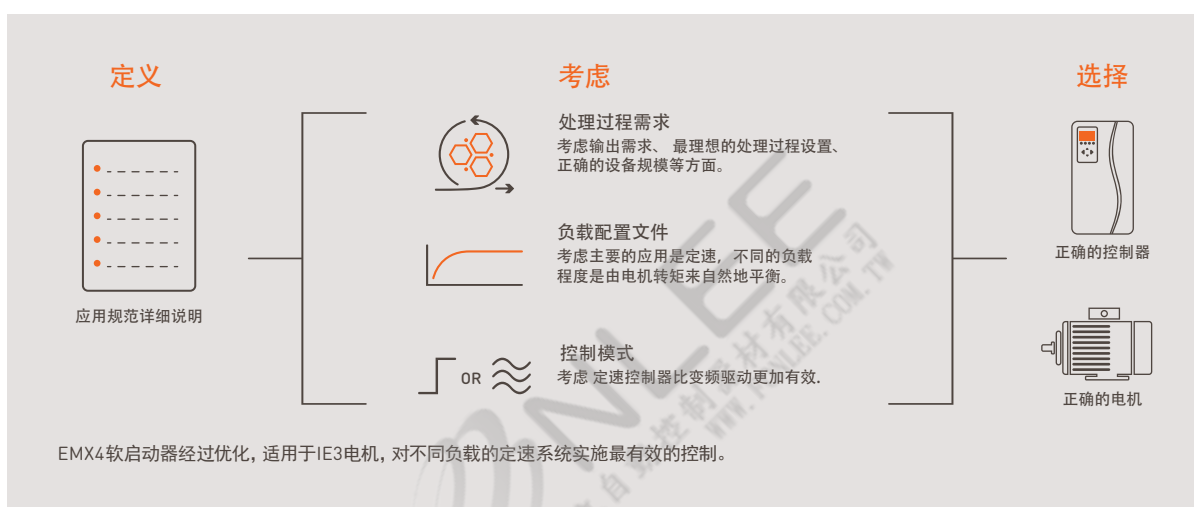 定义
考虑
选择
应用规范详细说明
处理过程需求
考虑输出需求、 最理想的处理过程设置、
正确的设备规模等方面。
负载配置文件
考虑主要的应用是定速, 不同的负载
程度是由电机转矩来自然地平衡。
OR
控制模式
考虑 定速控制器比变频驱动更加有效.
正确的控制器
正确的电机
EMX4软启动器经过优化, 适用于IE3电机, 对不同负载的定速系统实施最有效的控制。